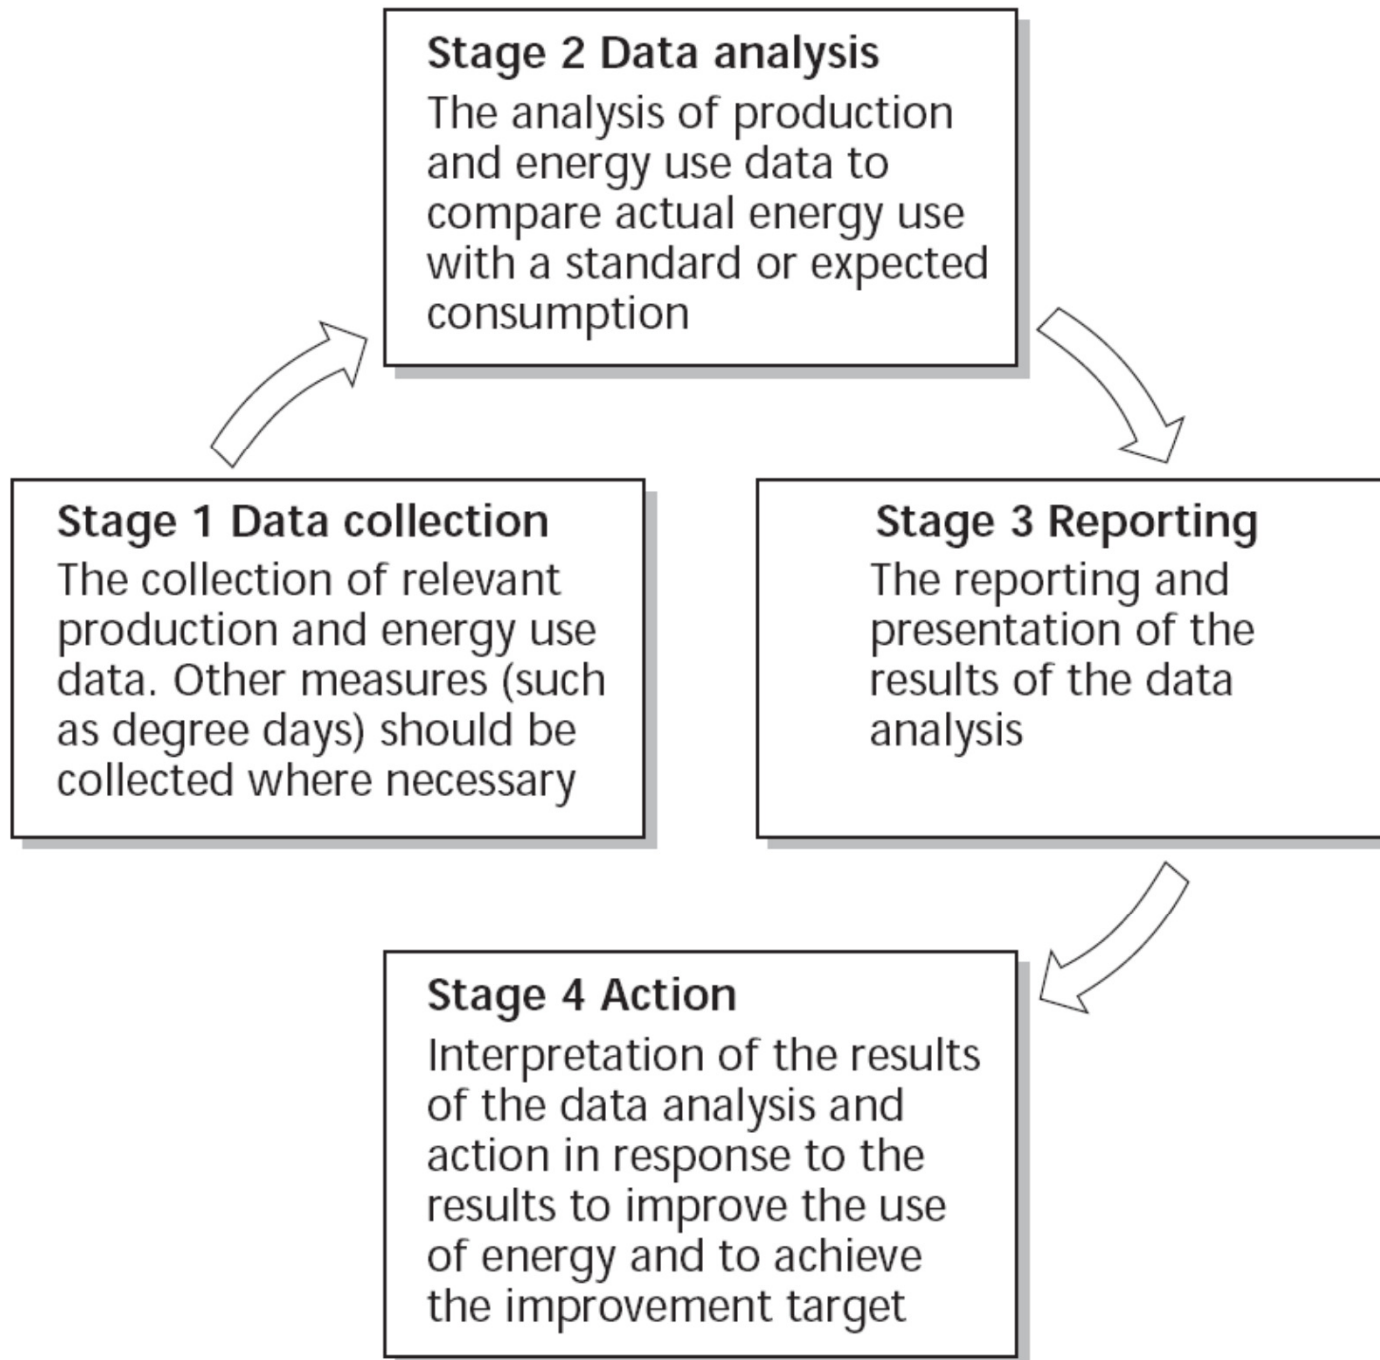 Stage 2 Data analysis
The analysis of production
and energy use data to
compare actual energy use
with a standard or expected
consumption
Stage 1 Data collection
The collection of relevant
production and energy use
data. Other measures (such
as degree days) should be
collected where necessary
Stage 3 Reporting
The reporting and
presentation of the
results of the data
analysis
Stage 4 Action
Interpretation of the results
of the data analysis and
action in response to the
results to improve the use
of energy and to achieve
the improvement target